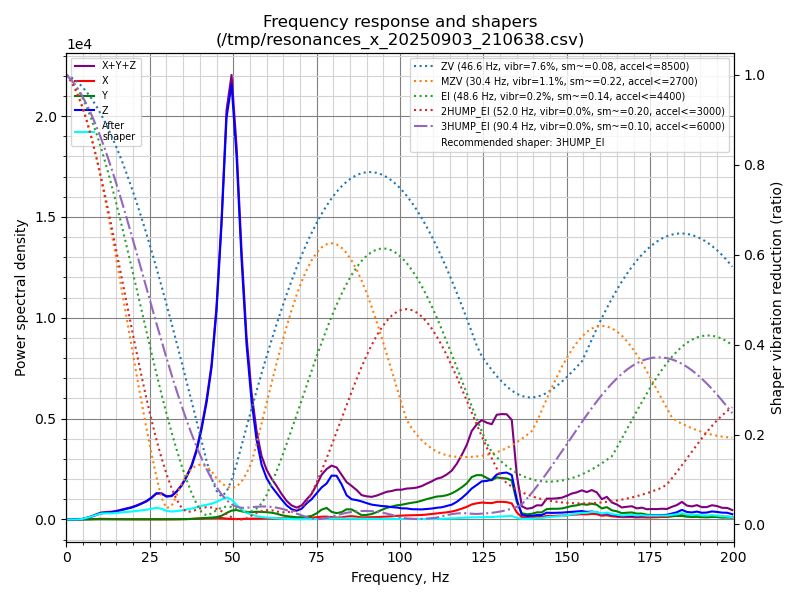 Frequency response and shapers
(/tmp/resonances_x_20250903_210638.csv)
1e4
X+Y+Z
X
Y
Z
After
shaper
ZV (46.6 Hz, vibr=7.6%, sm~=0.08, accel<=8500)
MZV (30.4 Hz, vibr=1.1%, sm~=0.22, accel<=2700)
EI (48.6 Hz, vibr=0.2%, sm~=0.14, accel<=4400)
2HUMP_EI (52.0 Hz, vibr=0.0%, sm~=0.20, accel<=3000)
3HUMP_EI (90.4 Hz, vibr=0.0%, sm~=0.10, accel<=6000)
Recommended shaper: 3HUMP_EI
Power spectral density
2.0
1.5
1.0
0.5
0.0
1.0
0.8
0.6
0.4
0.2
0.0
Shaper vibration reduction (ratio)
0 25 50 75 100 125 150 175 200
Frequency, Hz